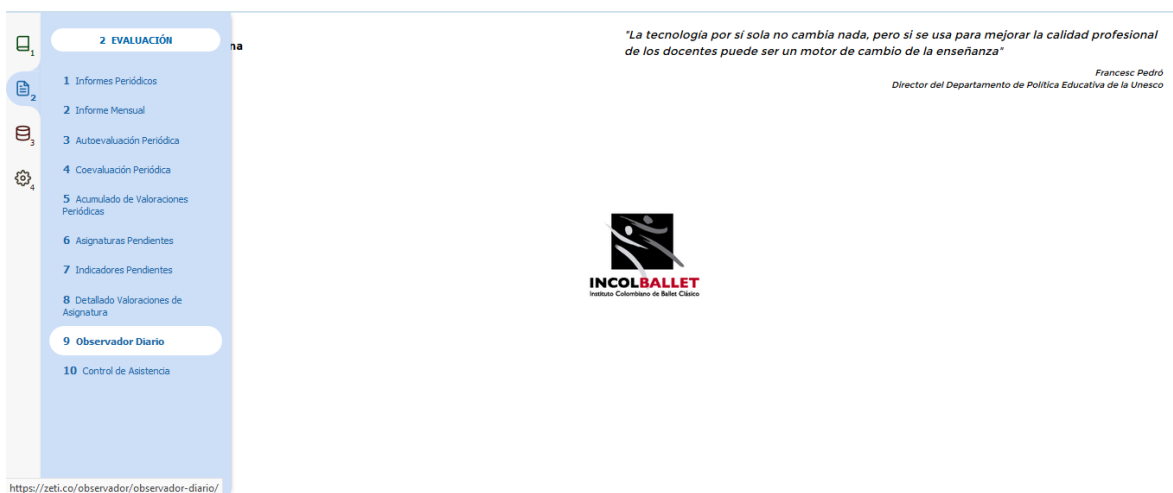 1
2
3
4
2 EVALUACIÓN
1 Informes Periódicos
2 Informe Mensual
3 Autoevaluación Periódica
4 Coevaluación Periódica
5 Acumulado de Valoraciones
Periódicas
6 Asignaturas Pendientes
7 Indicadores Pendientes
8 Detallado Valoraciones de
Asignatura
9 Observador Diario
10 Control de Asistencia
na
"La tecnología por sí sola no cambia nada, pero si se usa para mejorar la calidad profesional
de los docentes puede ser un motor de cambio de la enseñanza"
Francesc Pedró
Director del Departamento de Política Educativa de la Unesco
INCOLBALLET
Instituto Colombiano de Ballet Clásico
https://zeti.co/observador/observador-diario/